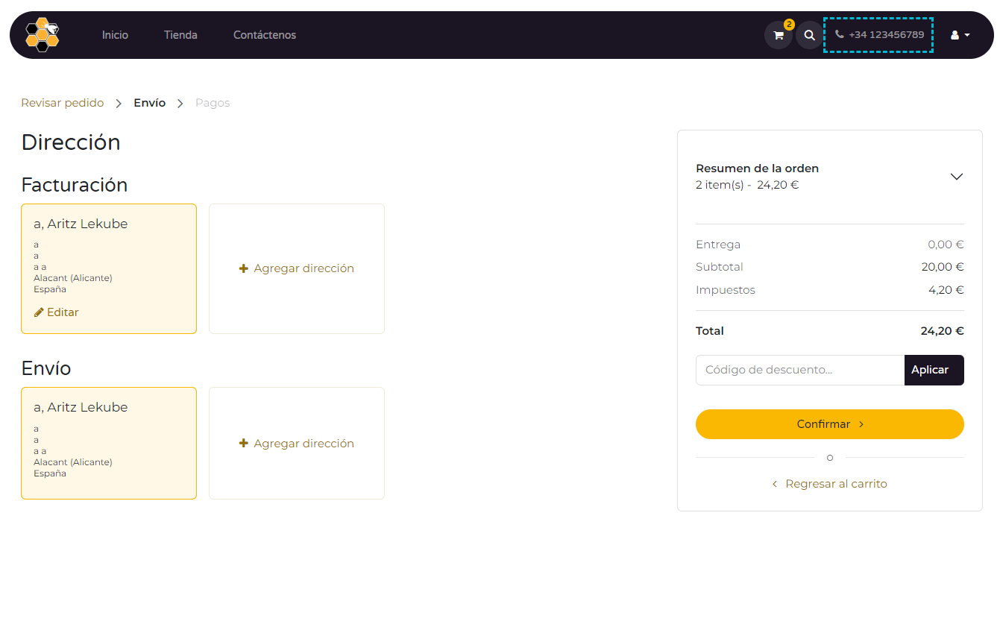 Inicio
Tienda
Contáctenos
2
+34 123456789
Revisar pedido
Envío
Pagos
Dirección
Facturación
a, Aritz Lekube
a
a
a a
Alacant (Alicante)
España
Editar
Agregar dirección
Envío
a, Aritz Lekube
a
a
a a
Alacant (Alicante)
España
Agregar dirección
Resumen de la orden
2 item(s) - 24,20 €
Entrega 0,00 €
Subtotal 20,00 €
Impuestos 4,20 €
Total 24,20 €
Código de descuento... Aplicar
Confirmar
o
Regresar al carrito